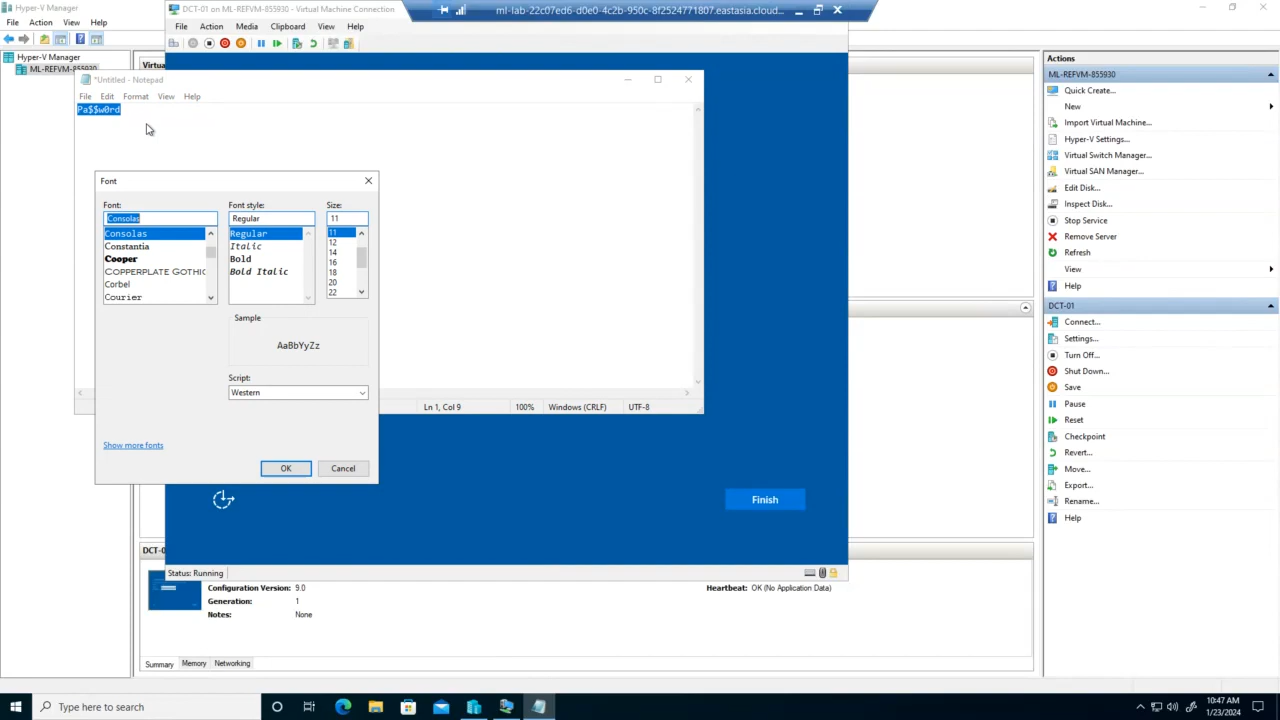 Hyper-V Manager
File Action View Help
Hyper-V Manager
ML-REFVM-855930
DCT-01 on ML-REFVM-855930 - Virtual Machine Connection
ml-lab-22c07ed6-d0e0-4c2b-950c-8f2524771807.eastasia.cloud...
File Action Media Clipboard View Help
Virtu
*Untitled - Notepad
File Edit Format View Help
Pa$$w0rd
Font
Font:
Font style:
Size:
Consolas
Regular
11
Consolas
Constantia
Cooper
Copperplate Gothic
Corbel
Courier
Regular
Italic
Bold
Bold Italic
11
12
14
16
18
20
22
Sample
AaBbYyZz
Script:
Western
Show more fonts
OK
Cancel
Ln 1, Col 9
100%
Windows (CRLF)
UTF-8
Finish
Status: Running
DCT-0
Configuration Version: 9.0
Generation: 1
Notes: None
Heartbeat: OK (No Application Data)
Summary Memory Networking
Actions
ML-REFVM-855930
Quick Create...
New
Import Virtual Machine...
Hyper-V Settings...
Virtual Switch Manager...
Virtual SAN Manager...
Edit Disk...
Inspect Disk...
Stop Service
Remove Server
Refresh
View
Help
DCT-01
Connect...
Settings...
Turn Off...
Shut Down...
Save
Pause
Reset
Checkpoint
Revert...
Move...
Export...
Rename...
Help
Type here to search
10:47 AM
1/23/2024